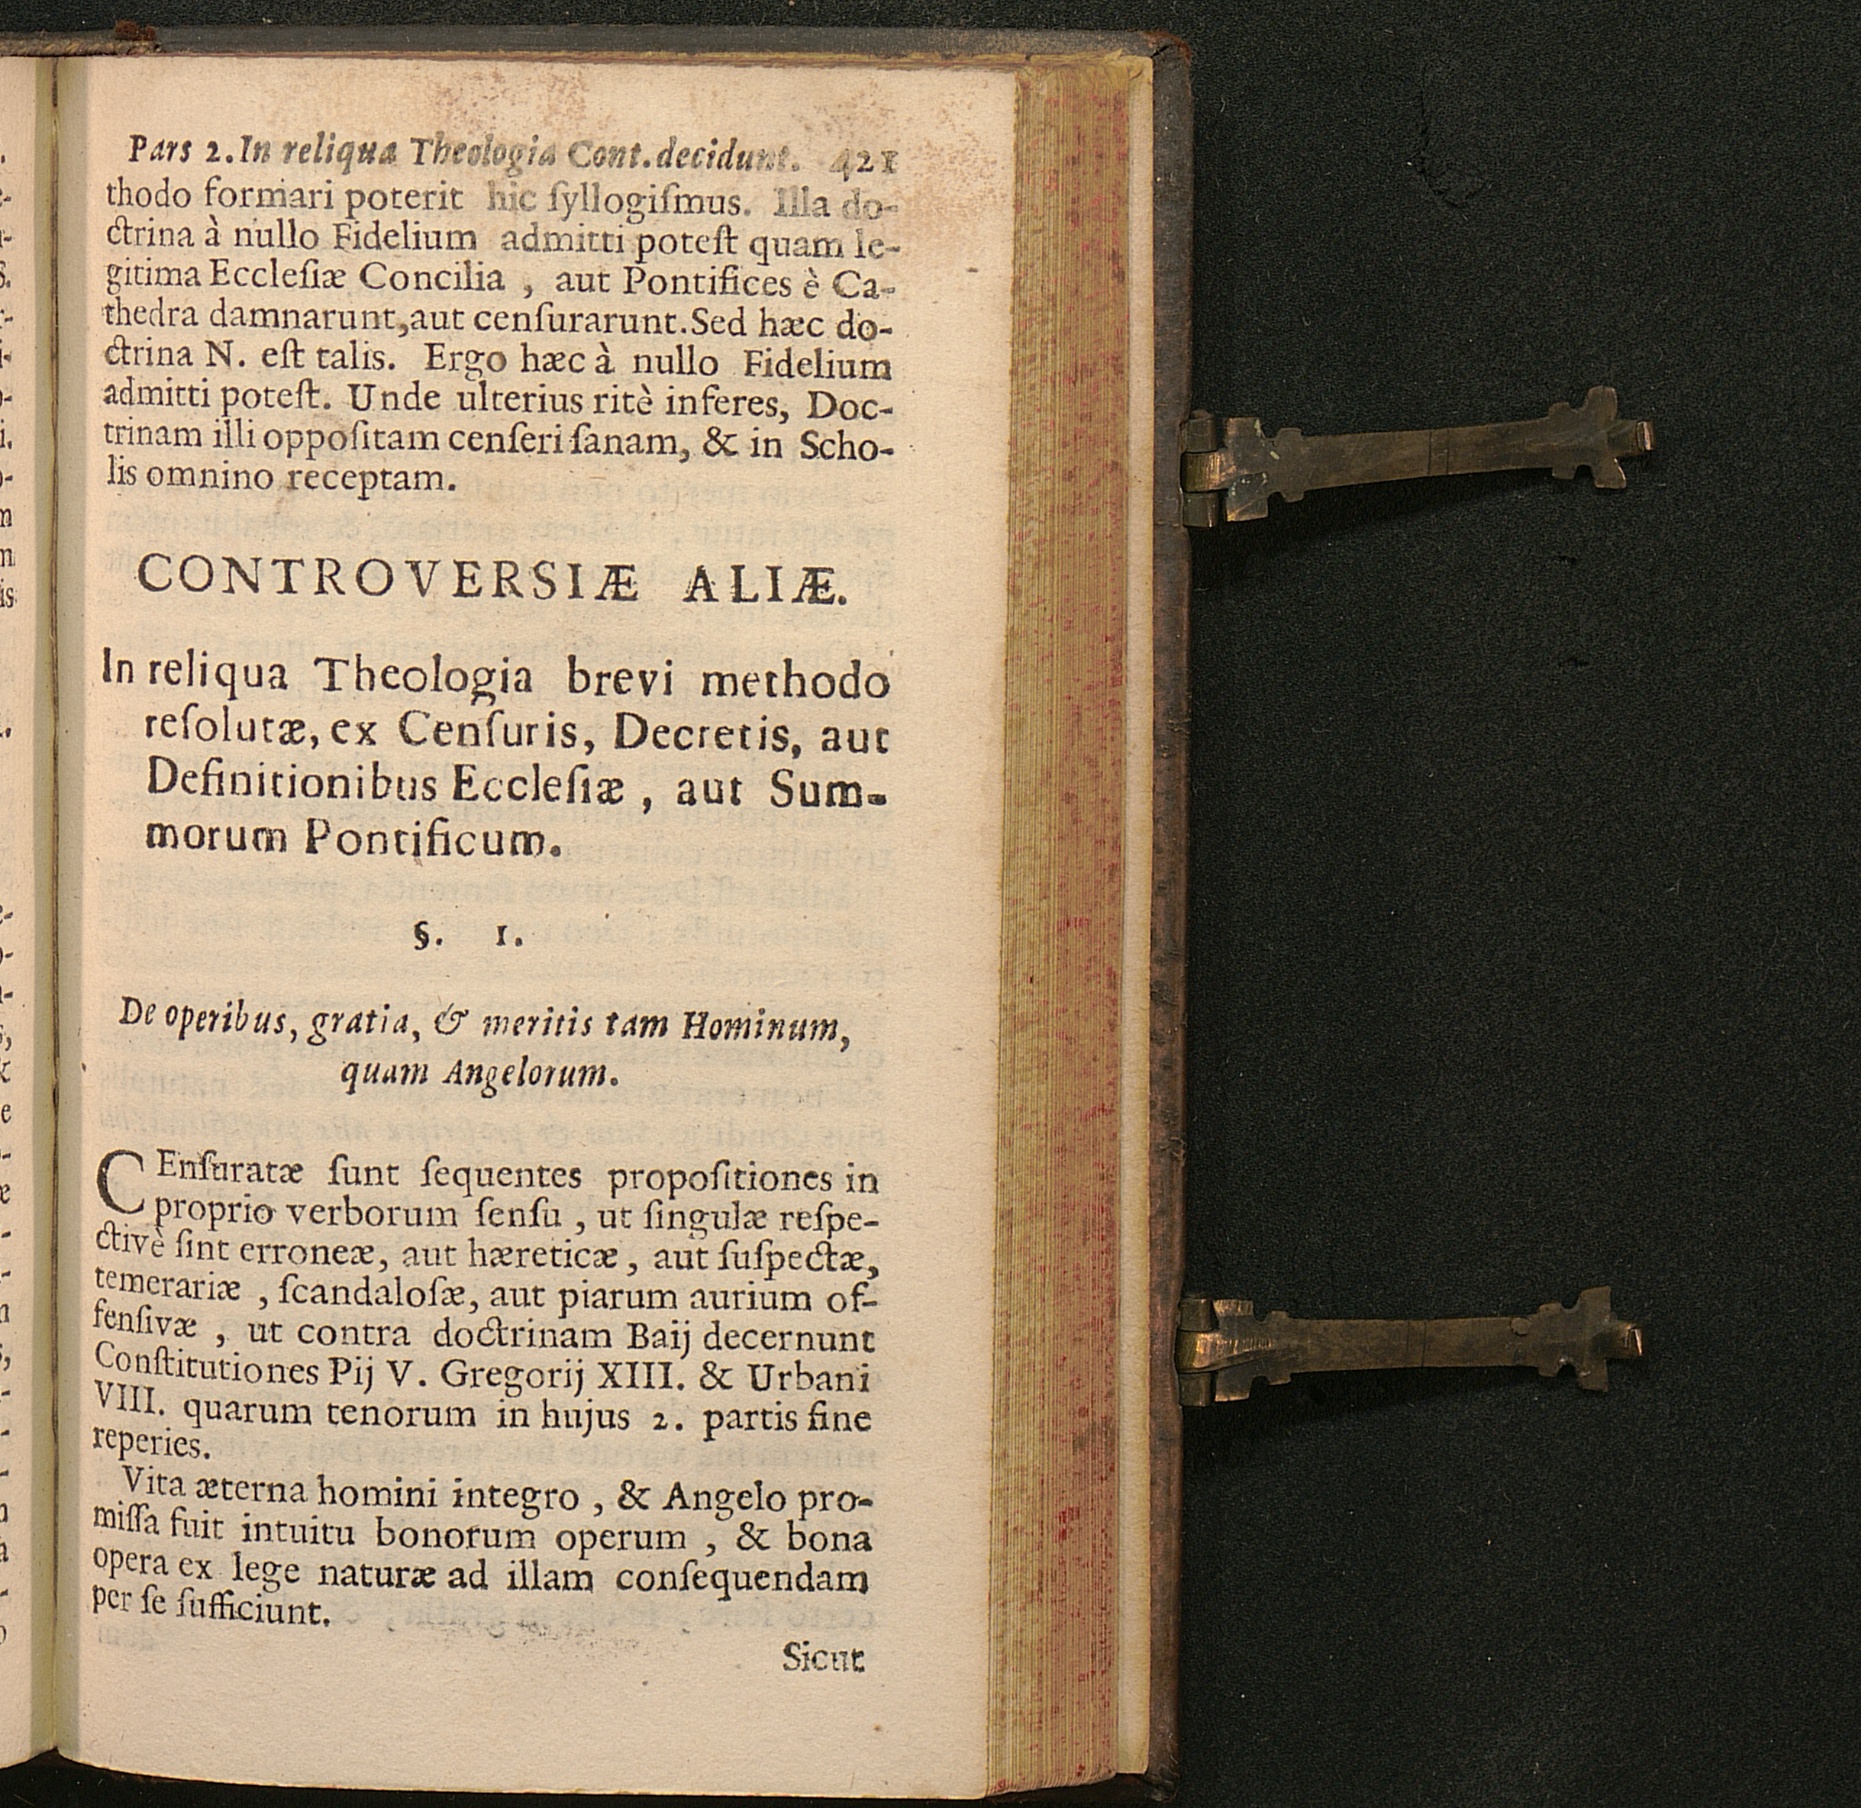 Pars 2. In reliqua Theologia Cont. decidunt. 421
thodo formari poterit hic ſyllogiſmus. Illa do-
ctrina à nullo Fidelium admitti poteſt quam le-
gitima Eccleſiæ Concilia , aut Pontifices è Ca-
thedra damnarunt, aut cenſurarunt. Sed hæc do-
ctrina N. eſt talis. Ergo hæc à nullo Fidelium
admitti poteſt. Unde ulterius ritè inferes, Doc-
trinam illi oppoſitam cenſeri ſanam, & in Scho-
lis omnino receptam.
CONTROVERSIÆ ALIÆ.
In reliqua Theologia brevi methodo
reſolutæ, ex Cenſuris, Decretis, aut
Definitionibus Eccleſiæ , aut Sum-
morum Pontificum.
§. 1.
De operibus, gratia, & meritis tam Hominum,
quam Angelorum.
CEnſuratæ ſunt ſequentes propoſitiones in
proprio verborum ſenſu , ut ſingulæ reſpe-
ctivè ſint erroneæ, aut hæreticæ , aut ſuſpectæ,
temerariæ , ſcandaloſæ, aut piarum aurium of-
fenſivæ , ut contra doctrinam Baij decernunt
Conſtitutiones Pij V. Gregorij XIII. & Urbani
VIII. quarum tenorum in hujus 2. partis fine
reperies.
Vita æterna homini integro , & Angelo pro-
miſſa fuit intuitu bonorum operum , & bona
opera ex lege naturæ ad illam conſequendam
per ſe ſufficiunt.
Sicut